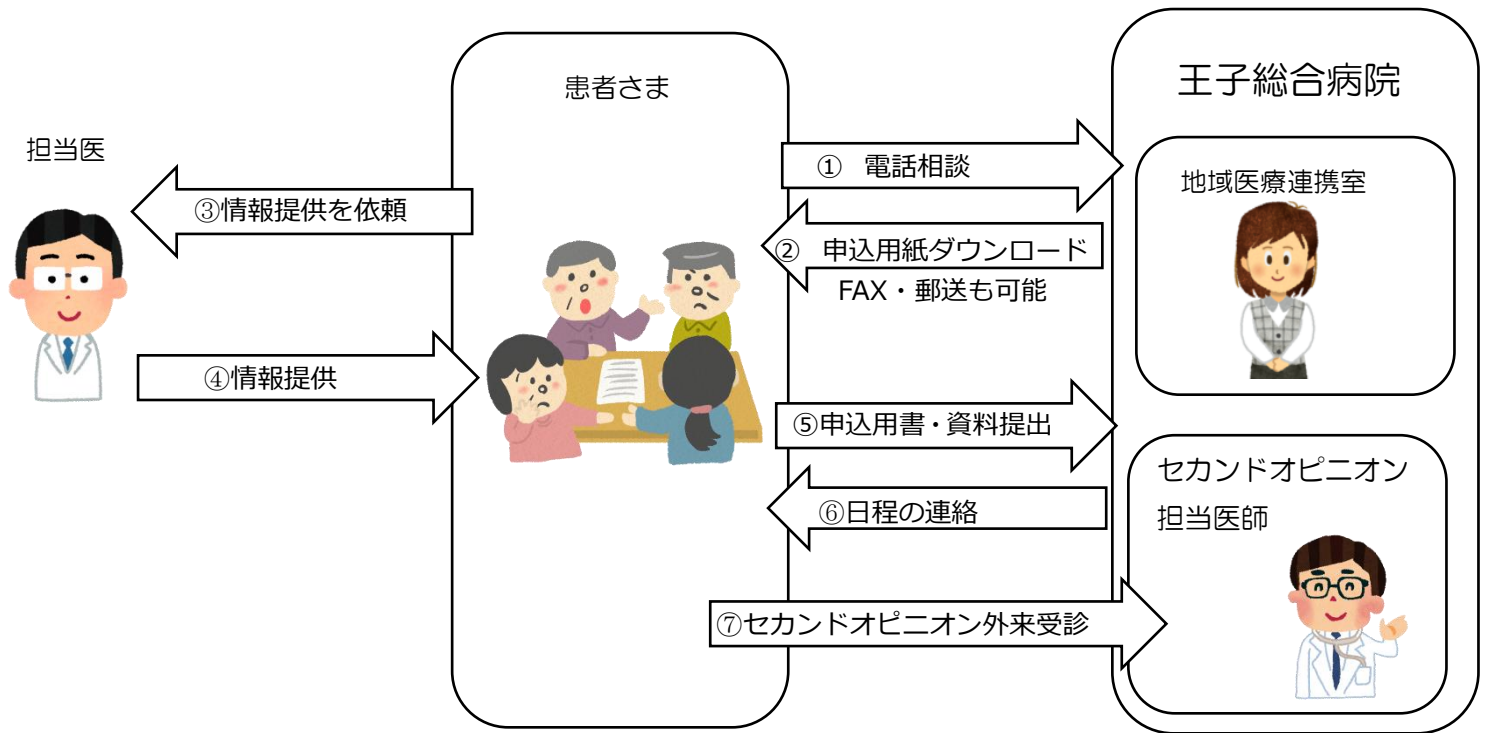 患者さま
王子総合病院
担当医
① 電話相談
地域医療連携室
③情報提供を依頼
② 申込用紙ダウンロード
FAX・郵送も可能
④情報提供
⑤申込用書・資料提出
セカンドオピニオン
担当医師
⑥日程の連絡
⑦セカンドオピニオン外来受診